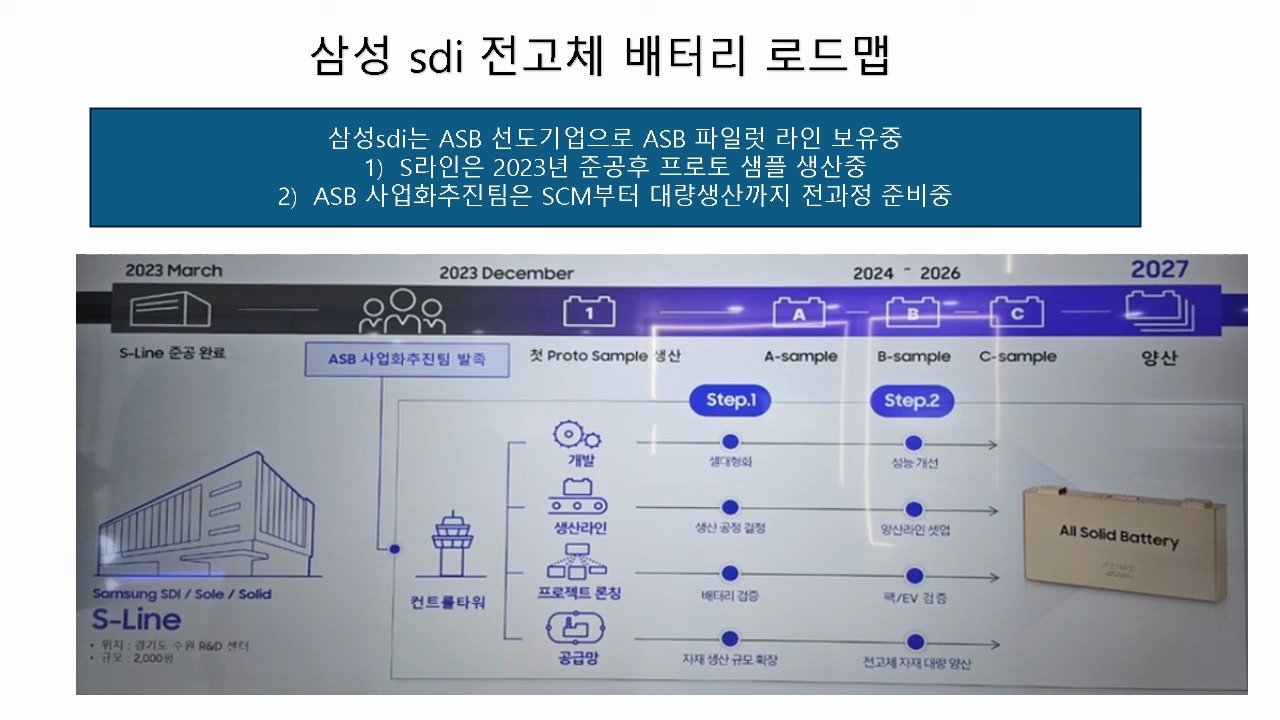 삼성 sdi 전고체 배터리 로드맵
삼성sdi는 ASB 선도기업으로 ASB 파일럿 라인 보유중
1) S라인은 2023년 준공후 프로토 샘플 생산중
2) ASB 사업화추진팀은 SCM부터 대량생산까지 전과정 준비중
2023 March 2023 December 2024 ~ 2026 2027
1 A B C
S-Line 준공 완료 ASB 사업화추진팀 발족 첫 Proto Sample 생산 A-sample B-sample C-sample 양산
Step.1 Step.2
개발 셀대형화 성능 개선
생산라인 생산 공정 결정 양산라인 셋업
All Solid Battery
컨트롤타워
프로젝트 론칭 배터리 검증 팩/EV 검증
공급망 자재 생산 규모 확장 전고체 자재 대량 양산
Samsung SDI / Sole / Solid
S-Line
• 위치 : 경기도 수원 R&D 센터
• 규모 : 2,000평